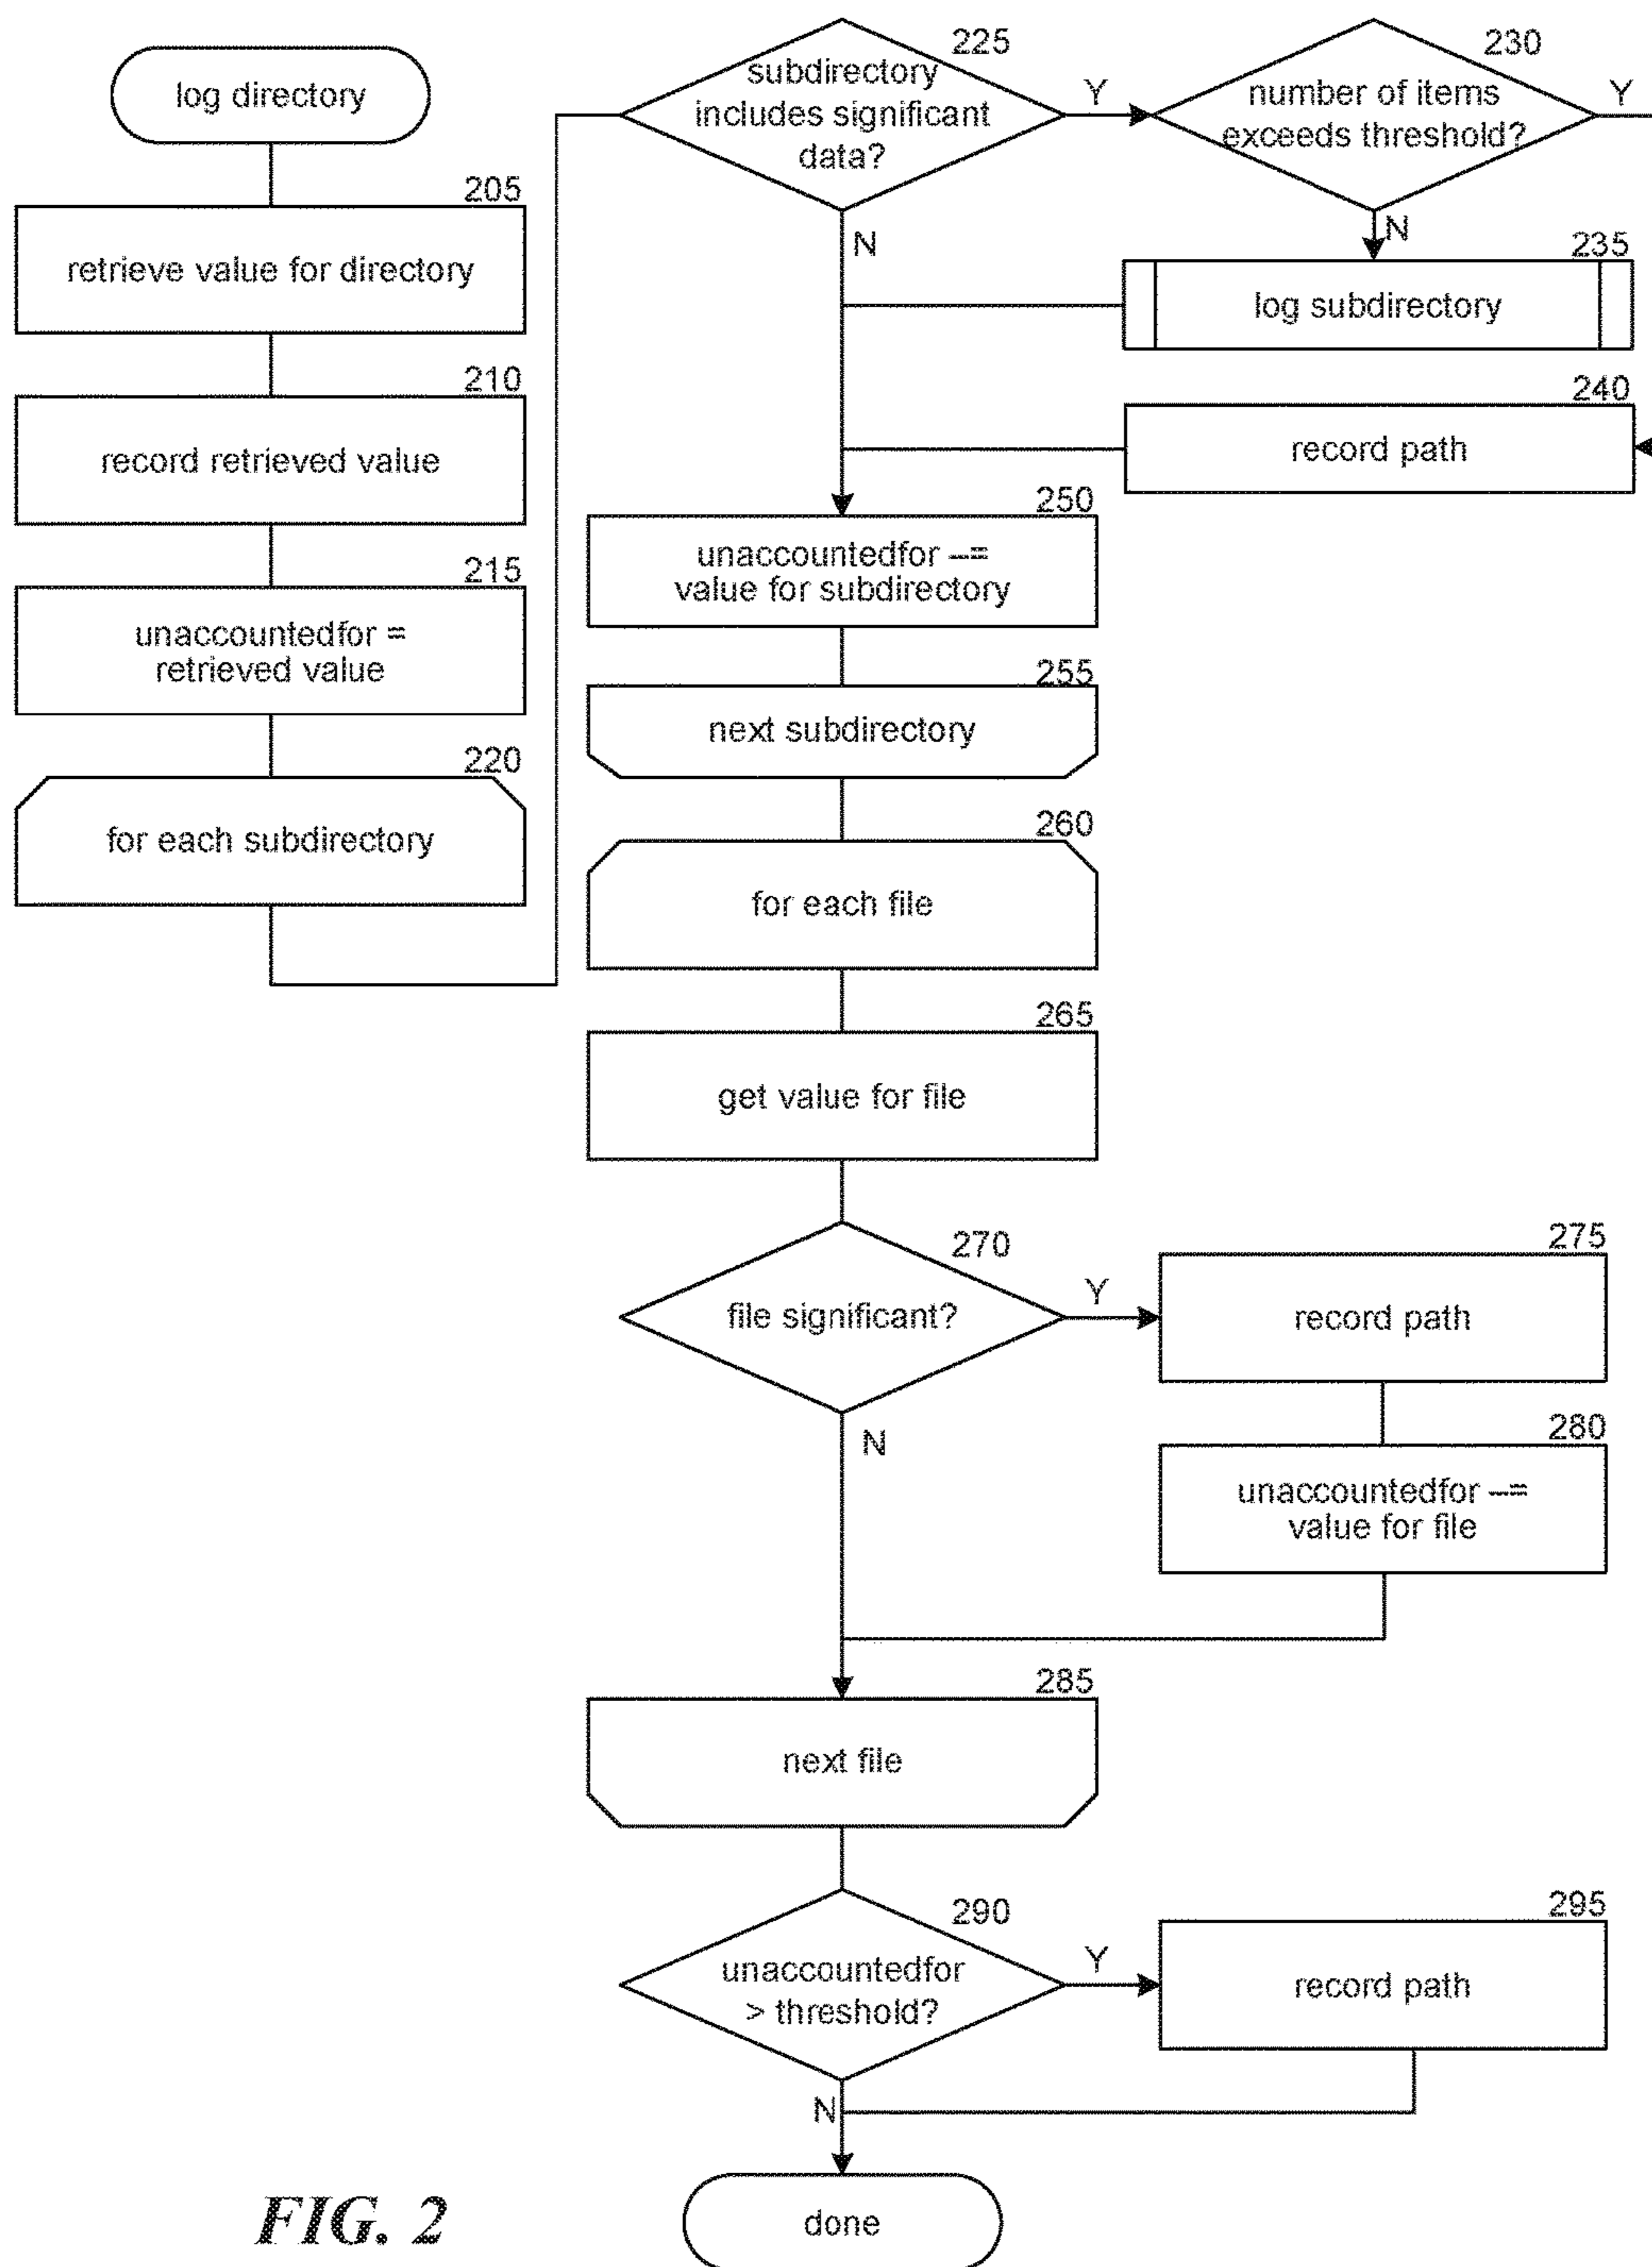 log directory
205
retrieve value for directory
210
record retrieved value
215
unaccountedfor =
retrieved value
220
for each subdirectory
225
subdirectory
includes significant
data?
Y
N
230
number of items
exceeds threshold?
Y
N
235
log subdirectory
240
record path
250
unaccountedfor –=
value for subdirectory
255
next subdirectory
260
for each file
265
get value for file
270
file significant?
Y
N
275
record path
280
unaccountedfor –=
value for file
285
next file
290
unaccountedfor
> threshold?
Y
N
295
record path
done
FIG. 2